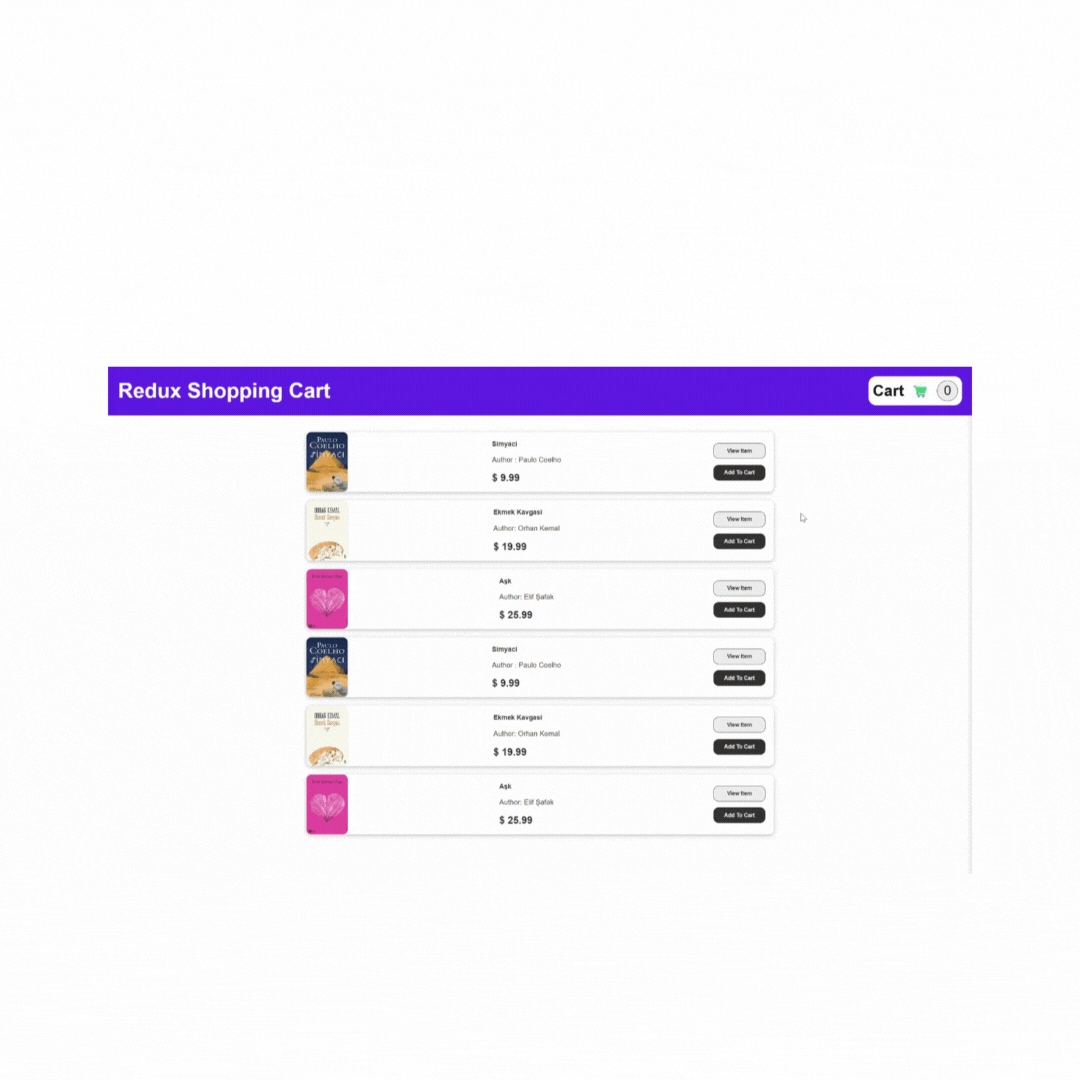 Redux Shopping Cart
Cart 0
PAULO
COELHO
SİMYACI
Simyaci
Author : Paulo Coelho
$ 9.99
View Item
Add To Cart
ORHAN KEMAL
Ekmek Kavgası
Ekmek Kavgasi
Author: Orhan Kemal
$ 19.99
View Item
Add To Cart
Aşk
Author: Elif Şafak
$ 25.99
View Item
Add To Cart
PAULO
COELHO
SİMYACI
Simyaci
Author : Paulo Coelho
$ 9.99
View Item
Add To Cart
ORHAN KEMAL
Ekmek Kavgası
Ekmek Kavgasi
Author: Orhan Kemal
$ 19.99
View Item
Add To Cart
Aşk
Author: Elif Şafak
$ 25.99
View Item
Add To Cart